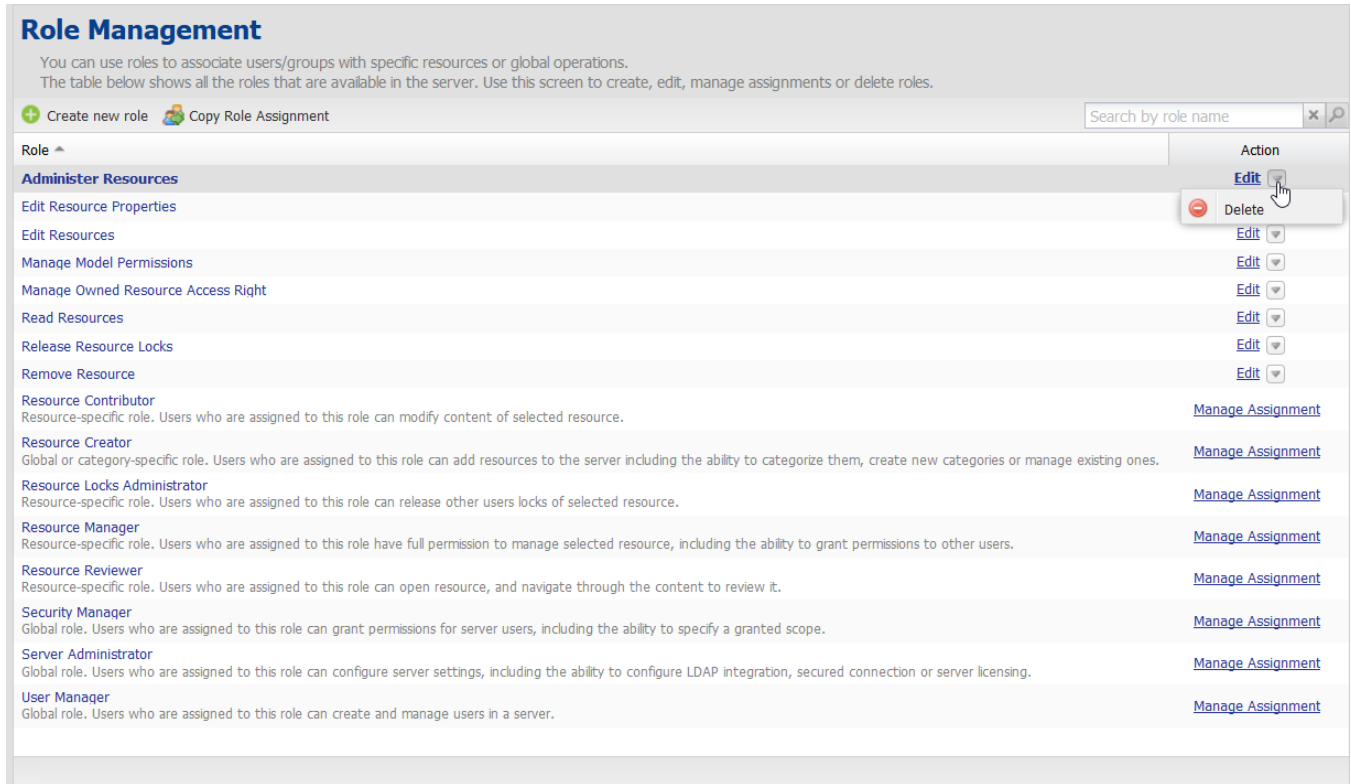 Role Management
You can use roles to associate users/groups with specific resources or global operations.
The table below shows all the roles that are available in the server. Use this screen to create, edit, manage assignments or delete roles.
Create new role Copy Role Assignment Search by role name
Role Action
Administer Resources Edit
Edit Resource Properties Delete
Edit Resources Edit
Manage Model Permissions Edit
Manage Owned Resource Access Right Edit
Read Resources Edit
Release Resource Locks Edit
Remove Resource Edit
Resource Contributor
Resource-specific role. Users who are assigned to this role can modify content of selected resource. Manage Assignment
Resource Creator
Global or category-specific role. Users who are assigned to this role can add resources to the server including the ability to categorize them, create new categories or manage existing ones. Manage Assignment
Resource Locks Administrator
Resource-specific role. Users who are assigned to this role can release other users locks of selected resource. Manage Assignment
Resource Manager
Resource-specific role. Users who are assigned to this role have full permission to manage selected resource, including the ability to grant permissions to other users. Manage Assignment
Resource Reviewer
Resource-specific role. Users who are assigned to this role can open resource, and navigate through the content to review it. Manage Assignment
Security Manager
Global role. Users who are assigned to this role can grant permissions for server users, including the ability to specify a granted scope. Manage Assignment
Server Administrator
Global role. Users who are assigned to this role can configure server settings, including the ability to configure LDAP integration, secured connection or server licensing. Manage Assignment
User Manager
Global role. Users who are assigned to this role can create and manage users in a server. Manage Assignment